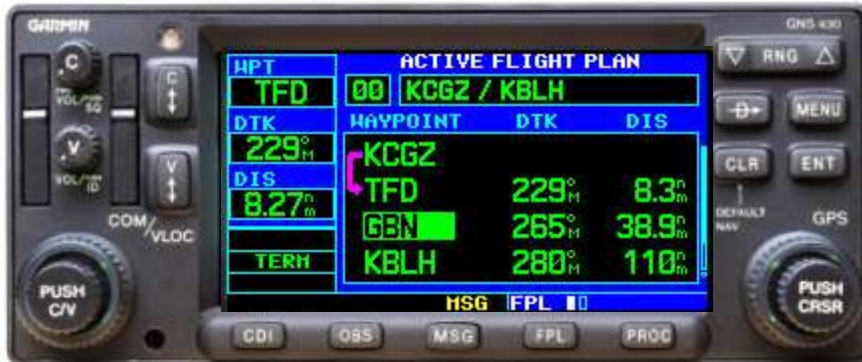 GARMIN
GNS 430
C
PULL
VOL/SQ
V
VOL/ID
C
V
COM/VLOC
PUSH
C/V
WPT
TFD
DTK
229°M
DIS
8.27nm
TERM
ACTIVE FLIGHT PLAN
00 KCGZ / KBLH
WAYPOINT DTK DIS
KCGZ
TFD 229°M 8.3nm
GBN 265°M 38.9nm
KBLH 280°M 110nm
MSG FPL
RNG
D
MENU
CLR
ENT
DEFAULT
NAV
GPS
PUSH
CRSR
CDI
OBS
MSG
FPL
PROC